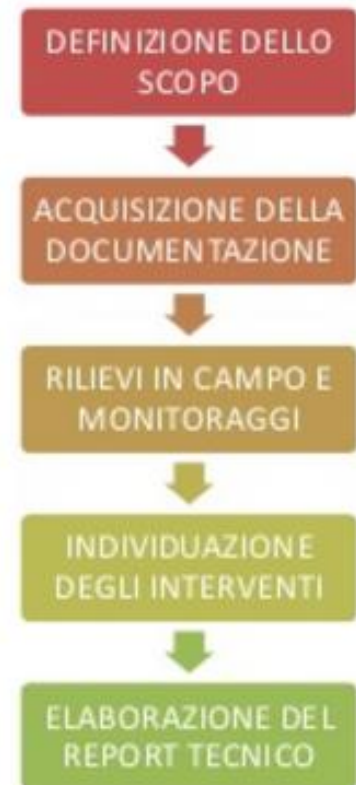 DEFINIZIONE DELLO
SCOPO
ACQUISIZIONE DELLA
DOCUMENTAZIONE
RILIEVI IN CAMPO E
MONITORAGGI
INDIVIDUAZIONE
DEGLI INTERVENTI
ELABORAZIONE DEL
REPORT TECNICO